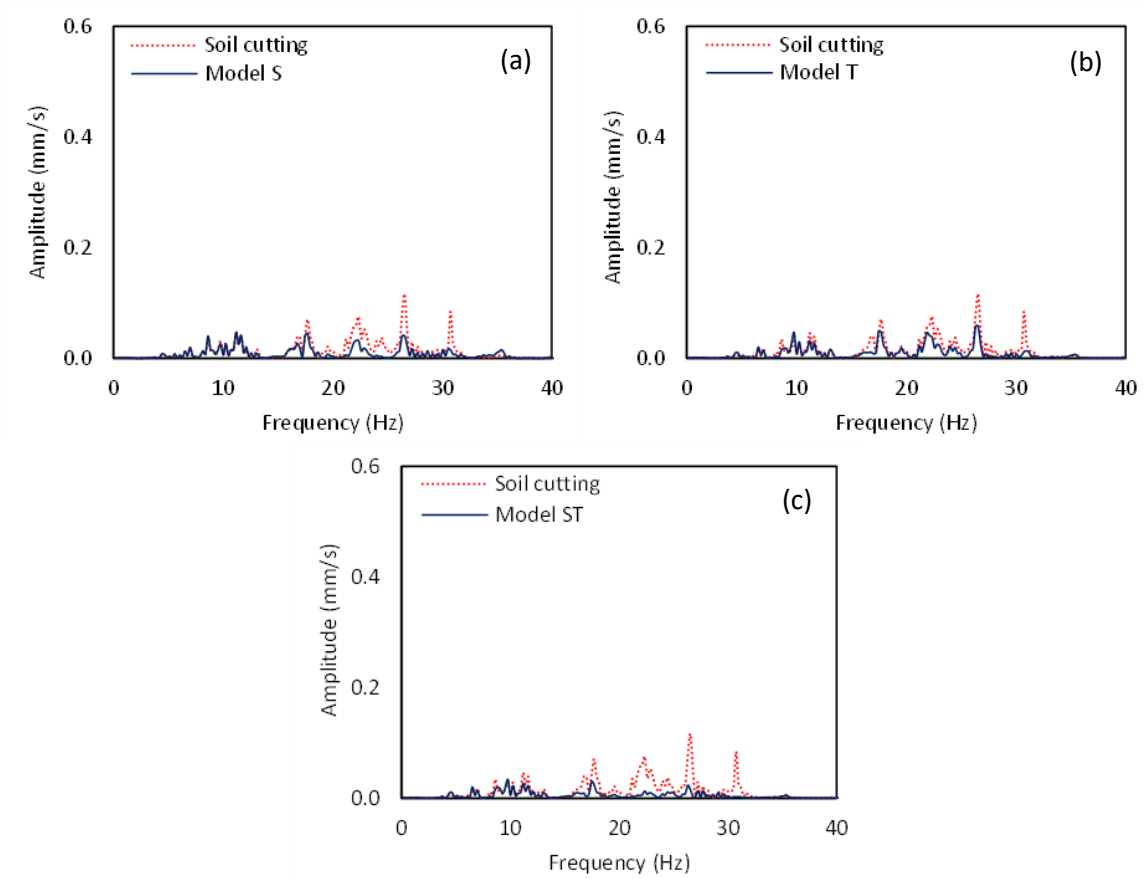 Soil cutting
Model S
(a)
Amplitude (mm/s)
0.6
0.4
0.2
0.0
0 10 20 30 40
Frequency (Hz)
Soil cutting
Model T
(b)
Amplitude (mm/s)
0.6
0.4
0.2
0.0
0 10 20 30 40
Frequency (Hz)
Soil cutting
Model ST
(c)
Amplitude (mm/s)
0.6
0.4
0.2
0.0
0 10 20 30 40
Frequency (Hz)